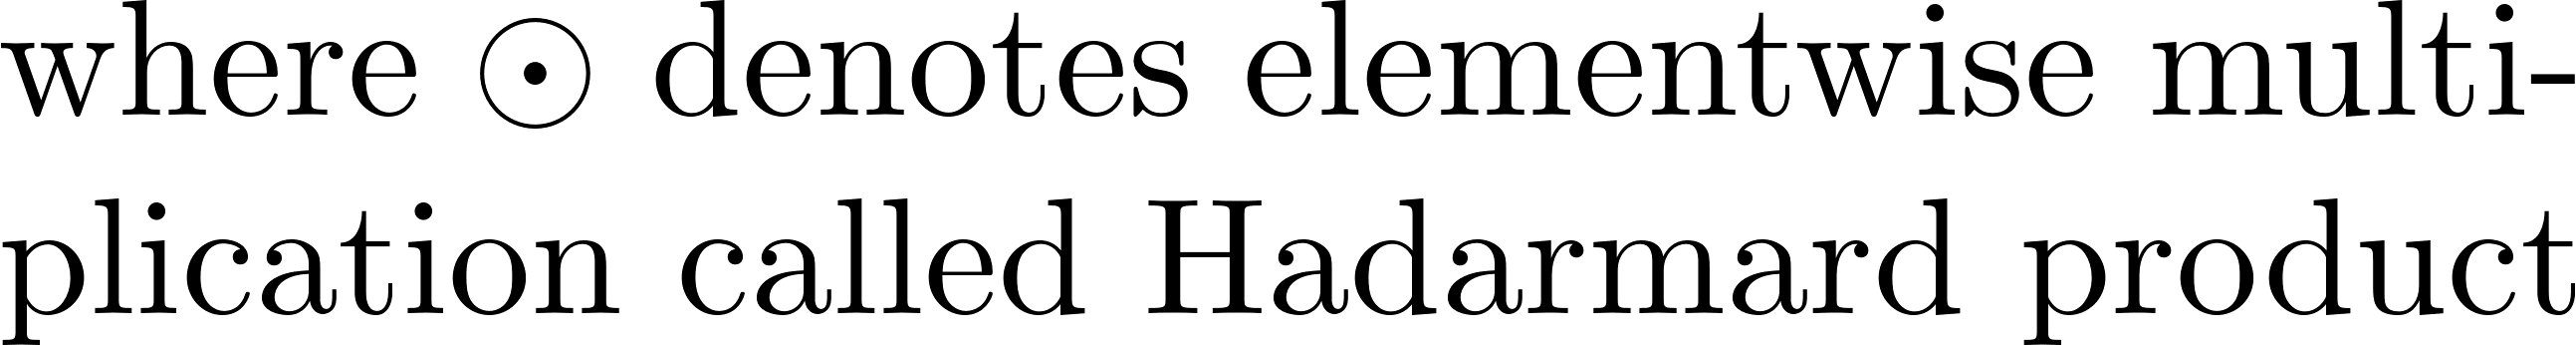 where ⊙ denotes elementwise multi-
plication called Hadarmard product